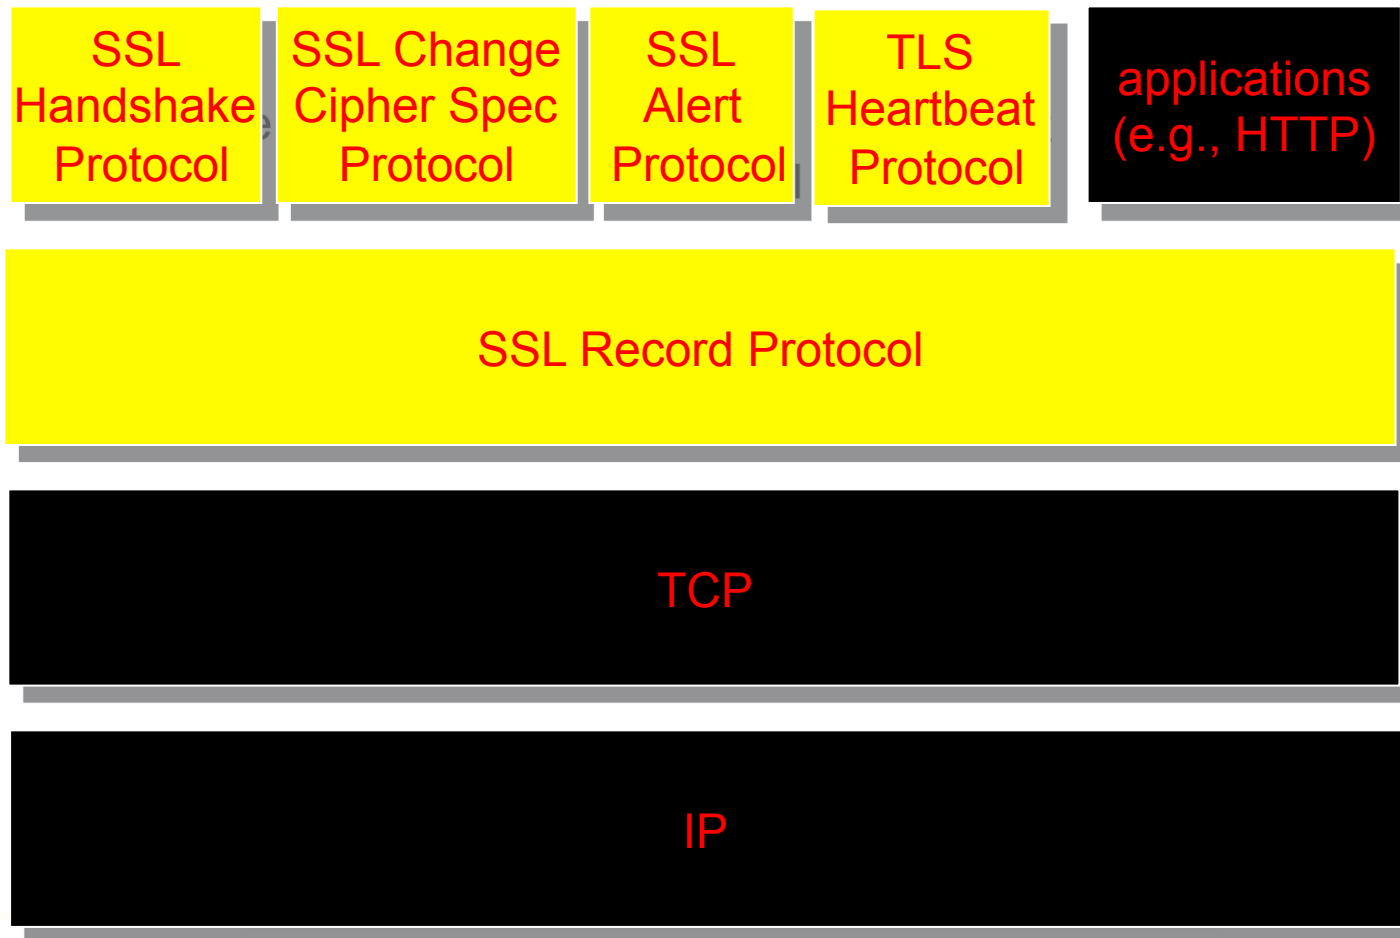 SSL
Handshake
Protocol
SSL Change
Cipher Spec
Protocol
SSL
Alert
Protocol
TLS
Heartbeat
Protocol
applications
(e.g., HTTP)
SSL Record Protocol
TCP
IP